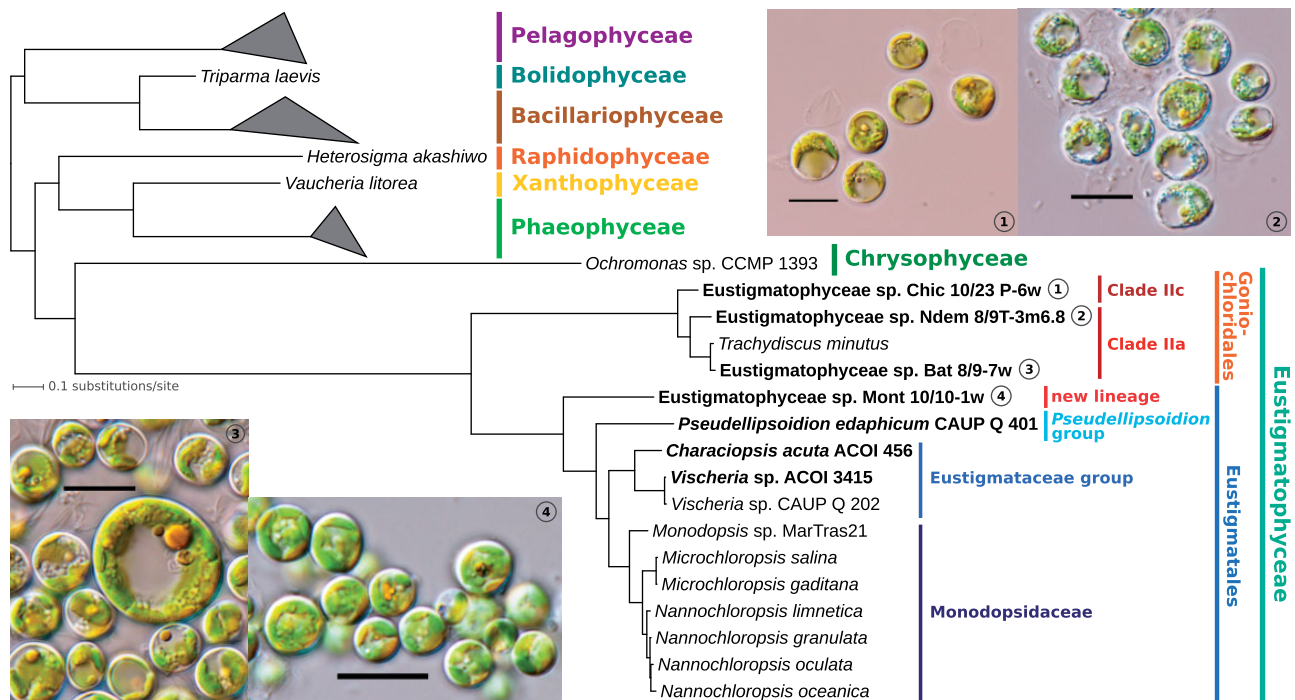 Pelagophyceae
Triparma laevis
Bolidophyceae
Bacillariophyceae
Heterosigma akashiwo
Raphidophyceae
Vaucheria litorea
Xanthophyceae
Phaeophyceae
1
2
Ochromonas sp. CCMP 1393
Chrysophyceae
Eustigmatophyceae sp. Chic 10/23 P-6w 1
Clade IIc
Eustigmatophyceae sp. Ndem 8/9T-3m6.8 2
Trachydiscus minutus
Clade IIa
Eustigmatophyceae sp. Bat 8/9-7w 3
Gonio-
chloridales
0.1 substitutions/site
Eustigmatophyceae sp. Mont 10/10-1w 4
new lineage
Pseudellipsoidion edaphicum CAUP Q 401
Pseudellipsoidion
group
Characiopsis acuta ACOI 456
Vischeria sp. ACOI 3415
Vischeria sp. CAUP Q 202
Eustigmataceae group
Monodopsis sp. MarTras21
Microchloropsis salina
Microchloropsis gaditana
Nannochloropsis limnetica
Nannochloropsis granulata
Nannochloropsis oculata
Nannochloropsis oceanica
Monodopsidaceae
Eustigmatales
Eustigmatophyceae
3
4